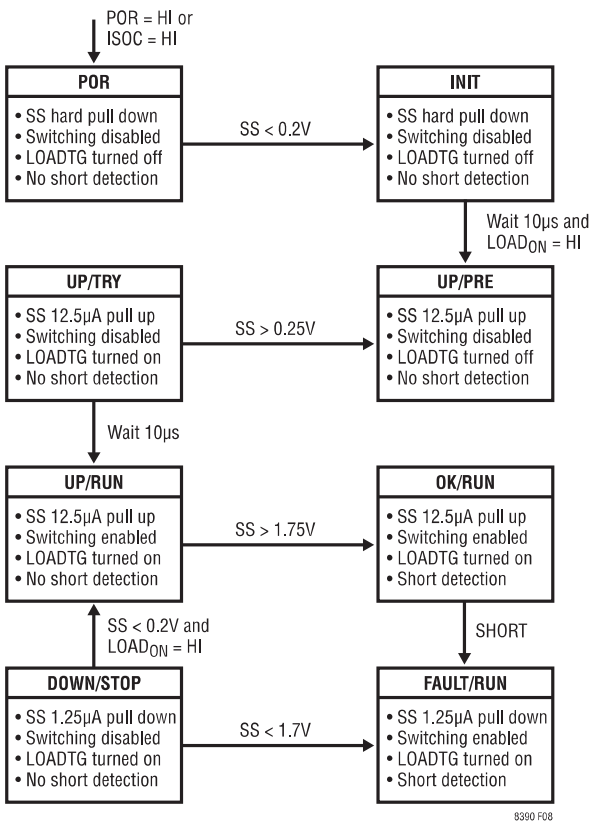 POR = HI or
ISOC = HI
POR
• SS hard pull down
• Switching disabled
• LOADTG turned off
• No short detection
SS < 0.2V
INIT
• SS hard pull down
• Switching disabled
• LOADTG turned off
• No short detection
Wait 10µs and
LOADON = HI
UP/TRY
• SS 12.5µA pull up
• Switching disabled
• LOADTG turned on
• No short detection
SS > 0.25V
UP/PRE
• SS 12.5µA pull up
• Switching disabled
• LOADTG turned off
• No short detection
Wait 10µs
UP/RUN
• SS 12.5µA pull up
• Switching enabled
• LOADTG turned on
• No short detection
SS > 1.75V
OK/RUN
• SS 12.5µA pull up
• Switching enabled
• LOADTG turned on
• Short detection
SS < 0.2V and
LOADON = HI
SHORT
DOWN/STOP
• SS 1.25µA pull down
• Switching disabled
• LOADTG turned on
• No short detection
SS < 1.7V
FAULT/RUN
• SS 1.25µA pull down
• Switching enabled
• LOADTG turned on
• Short detection
8390 F08